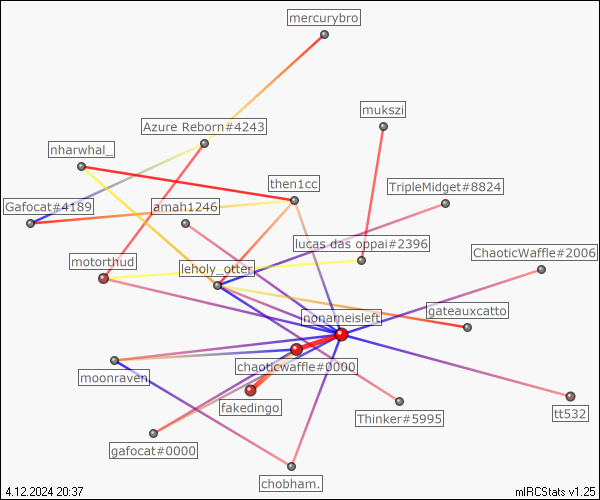 mercurybro
mukszi
Azure Reborn#4243
nharwhal_
then1cc
TripleMidget#8824
Gafocat#4189
amah1246
lucas das oppai#2396
ChaoticWaffle#2006
motorthud
leholy_otter
nonameisleft
gateauxcatto
chaoticwaffle#0000
moonraven
fakedingo
Thinker#5995
tt532
gafocat#0000
chobham.
4.12.2024 20:37
mIRCStats v1.25